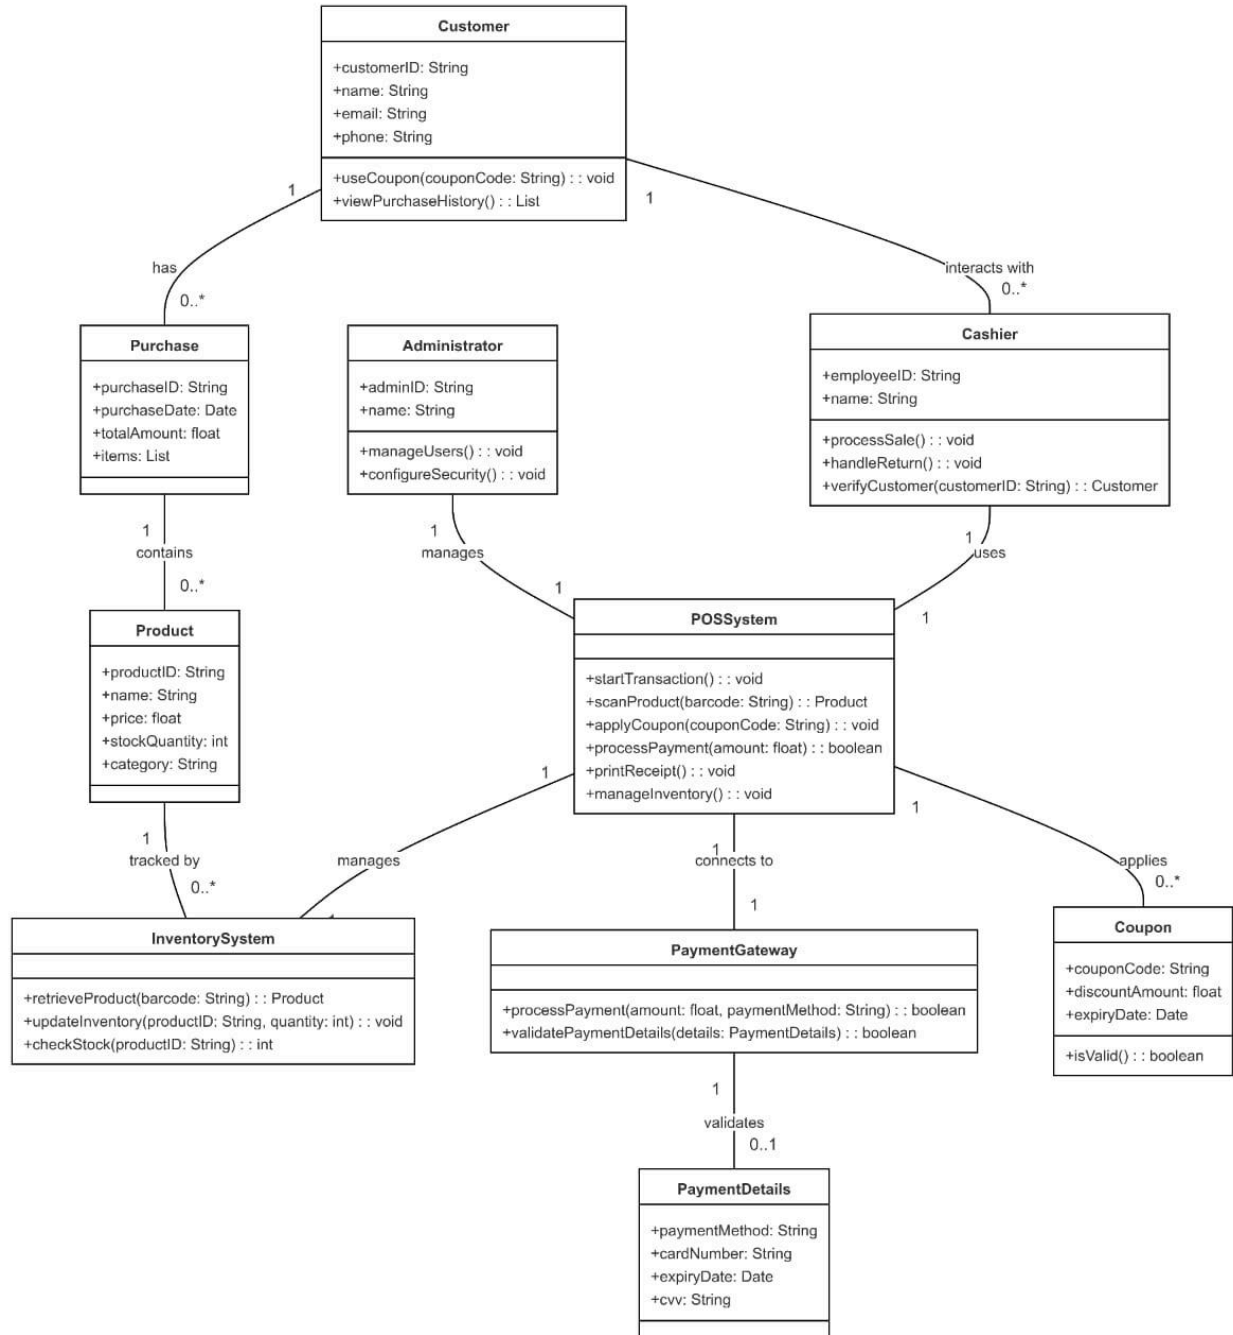 Customer
+customerID: String
+name: String
+email: String
+phone: String
+useCoupon(couponCode: String) : : void
+viewPurchaseHistory() : : List
1
1
has
interacts with
0..*
0..*
Purchase
+purchaseID: String
+purchaseDate: Date
+totalAmount: float
+items: List
Administrator
+adminID: String
+name: String
+manageUsers() : : void
+configureSecurity() : : void
Cashier
+employeeID: String
+name: String
+processSale() : : void
+handleReturn() : : void
+verifyCustomer(customerID: String) : : Customer
1
contains
0..*
1
manages
1
1
uses
1
Product
+productID: String
+name: String
+price: float
+stockQuantity: int
+category: String
POSSystem
+startTransaction() : : void
+scanProduct(barcode: String) : : Product
+applyCoupon(couponCode: String) : : void
+processPayment(amount: float) : : boolean
+printReceipt() : : void
+manageInventory() : : void
1
tracked by
0..*
1
manages
1
connects to
1
1
applies
0..*
InventorySystem
+retrieveProduct(barcode: String) : : Product
+updateInventory(productID: String, quantity: int) : : void
+checkStock(productID: String) : : int
PaymentGateway
+processPayment(amount: float, paymentMethod: String) : : boolean
+validatePaymentDetails(details: PaymentDetails) : : boolean
Coupon
+couponCode: String
+discountAmount: float
+expiryDate: Date
+isValid() : : boolean
1
validates
0..1
PaymentDetails
+paymentMethod: String
+cardNumber: String
+expiryDate: Date
+cvv: String